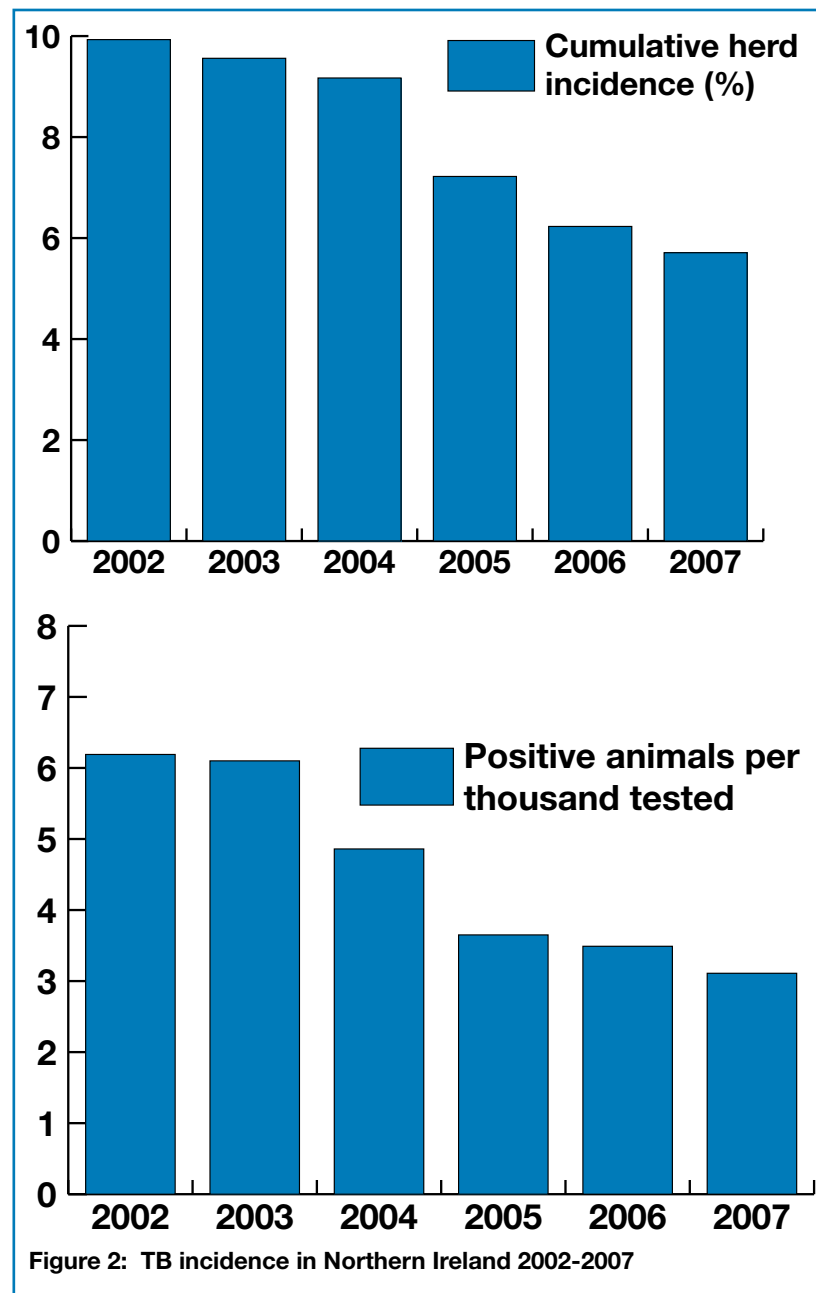 10
8
6
4
2
0
Cumulative herd
incidence (%)
2002 2003 2004 2005 2006 2007
8
7
6
5
4
3
2
1
0
Positive animals per
thousand tested
2002 2003 2004 2005 2006 2007
Figure 2: TB incidence in Northern Ireland 2002-2007